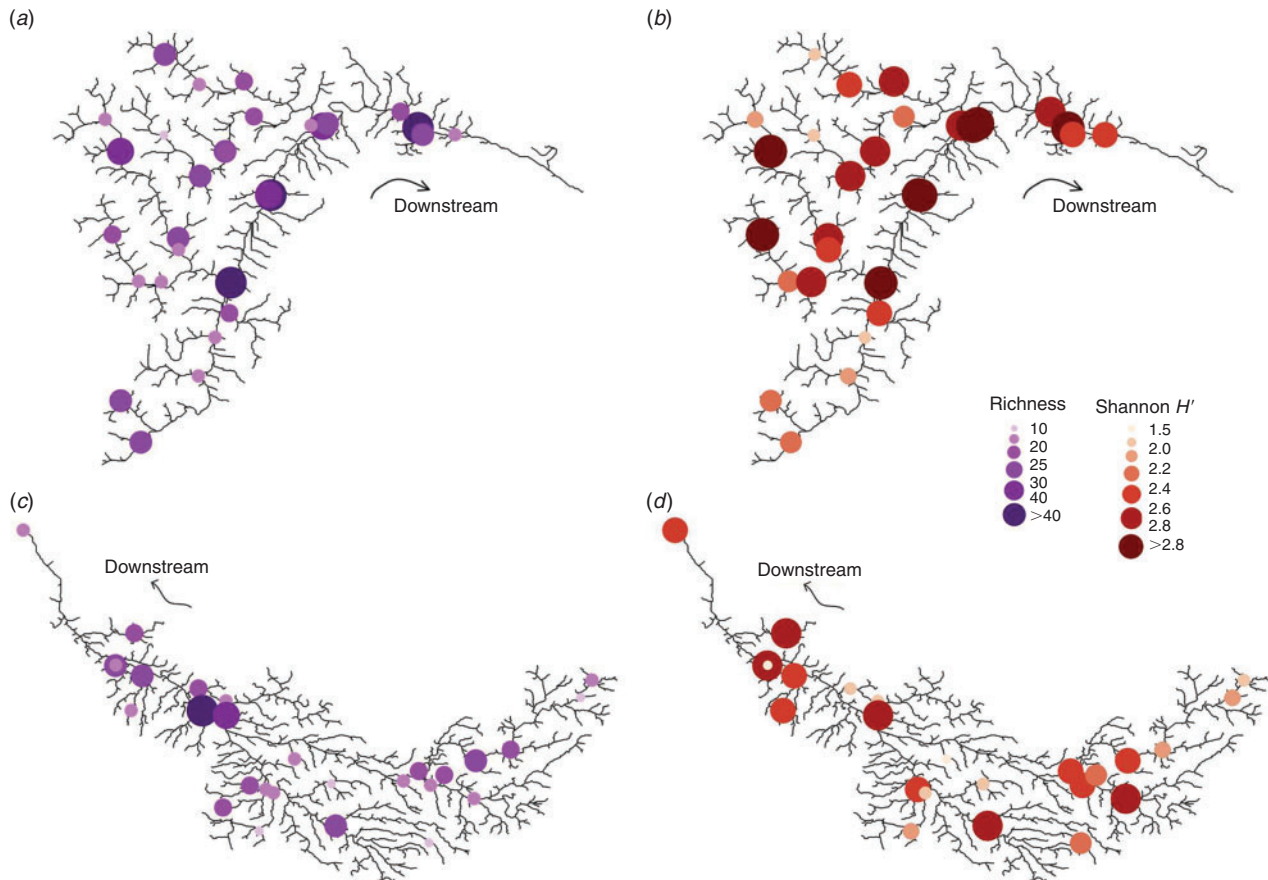 (a)
(b)
Downstream
Downstream
Richness
10
20
25
30
40
>40
Shannon H′
1.5
2.0
2.2
2.4
2.6
2.8
>2.8
(c)
(d)
Downstream
Downstream